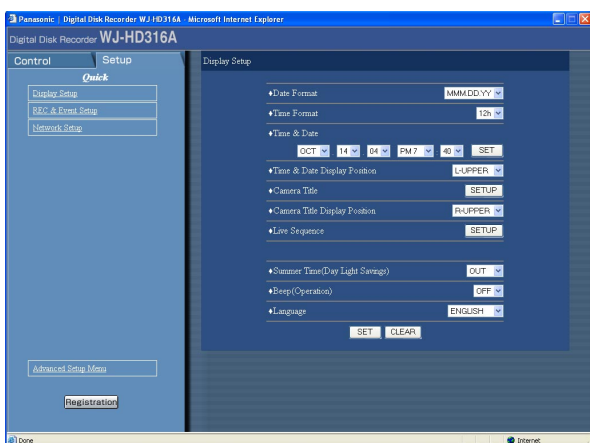 Panasonic | Digital Disk Recorder WJ-HD316A - Microsoft Internet Explorer
Digital Disk Recorder WJ-HD316A
Control Setup
Quick
Display Setup
REC & Event Setup
Network Setup
Advanced Setup Menu
Registration
Display Setup
♦Date Format MMM.DD.YY
♦Time Format 12h
♦Time & Date
OCT . 14 . 04 PM 7 : 40 SET
♦Time & Date Display Position L-UPPER
♦Camera Title SETUP
♦Camera Title Display Position R-UPPER
♦Live Sequence SETUP
♦Summer Time(Day Light Savings) OUT
♦Beep(Operation) OFF
♦Language ENGLISH
SET CLEAR
Done Internet